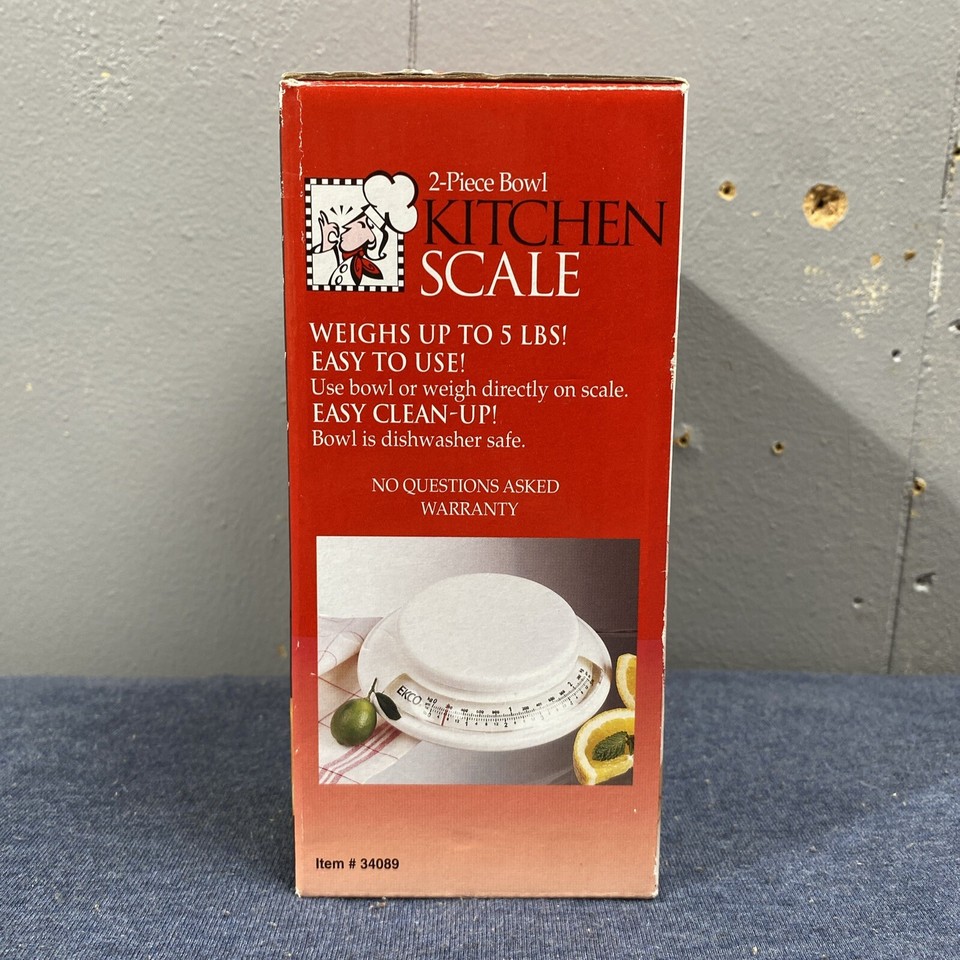 2-Piece Bowl
KITCHEN
SCALE
WEIGHS UP TO 5 LBS!
EASY TO USE!
Use bowl or weigh directly on scale.
EASY CLEAN-UP!
Bowl is dishwasher safe.
NO QUESTIONS ASKED
WARRANTY
EKCO
Item # 34089